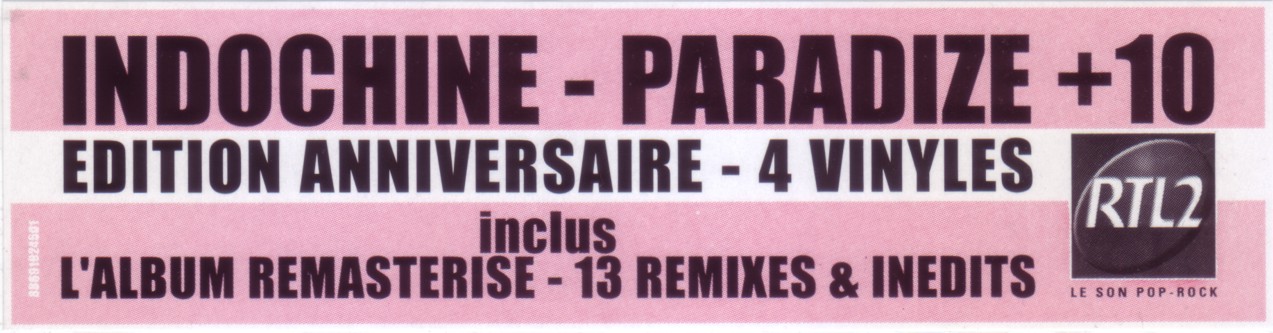 INDOCHINE - PARADIZE +10
EDITION ANNIVERSAIRE - 4 VINYLES
inclus
L'ALBUM REMASTERISE - 13 REMIXES & INEDITS
RTL2
LE SON POP-ROCK